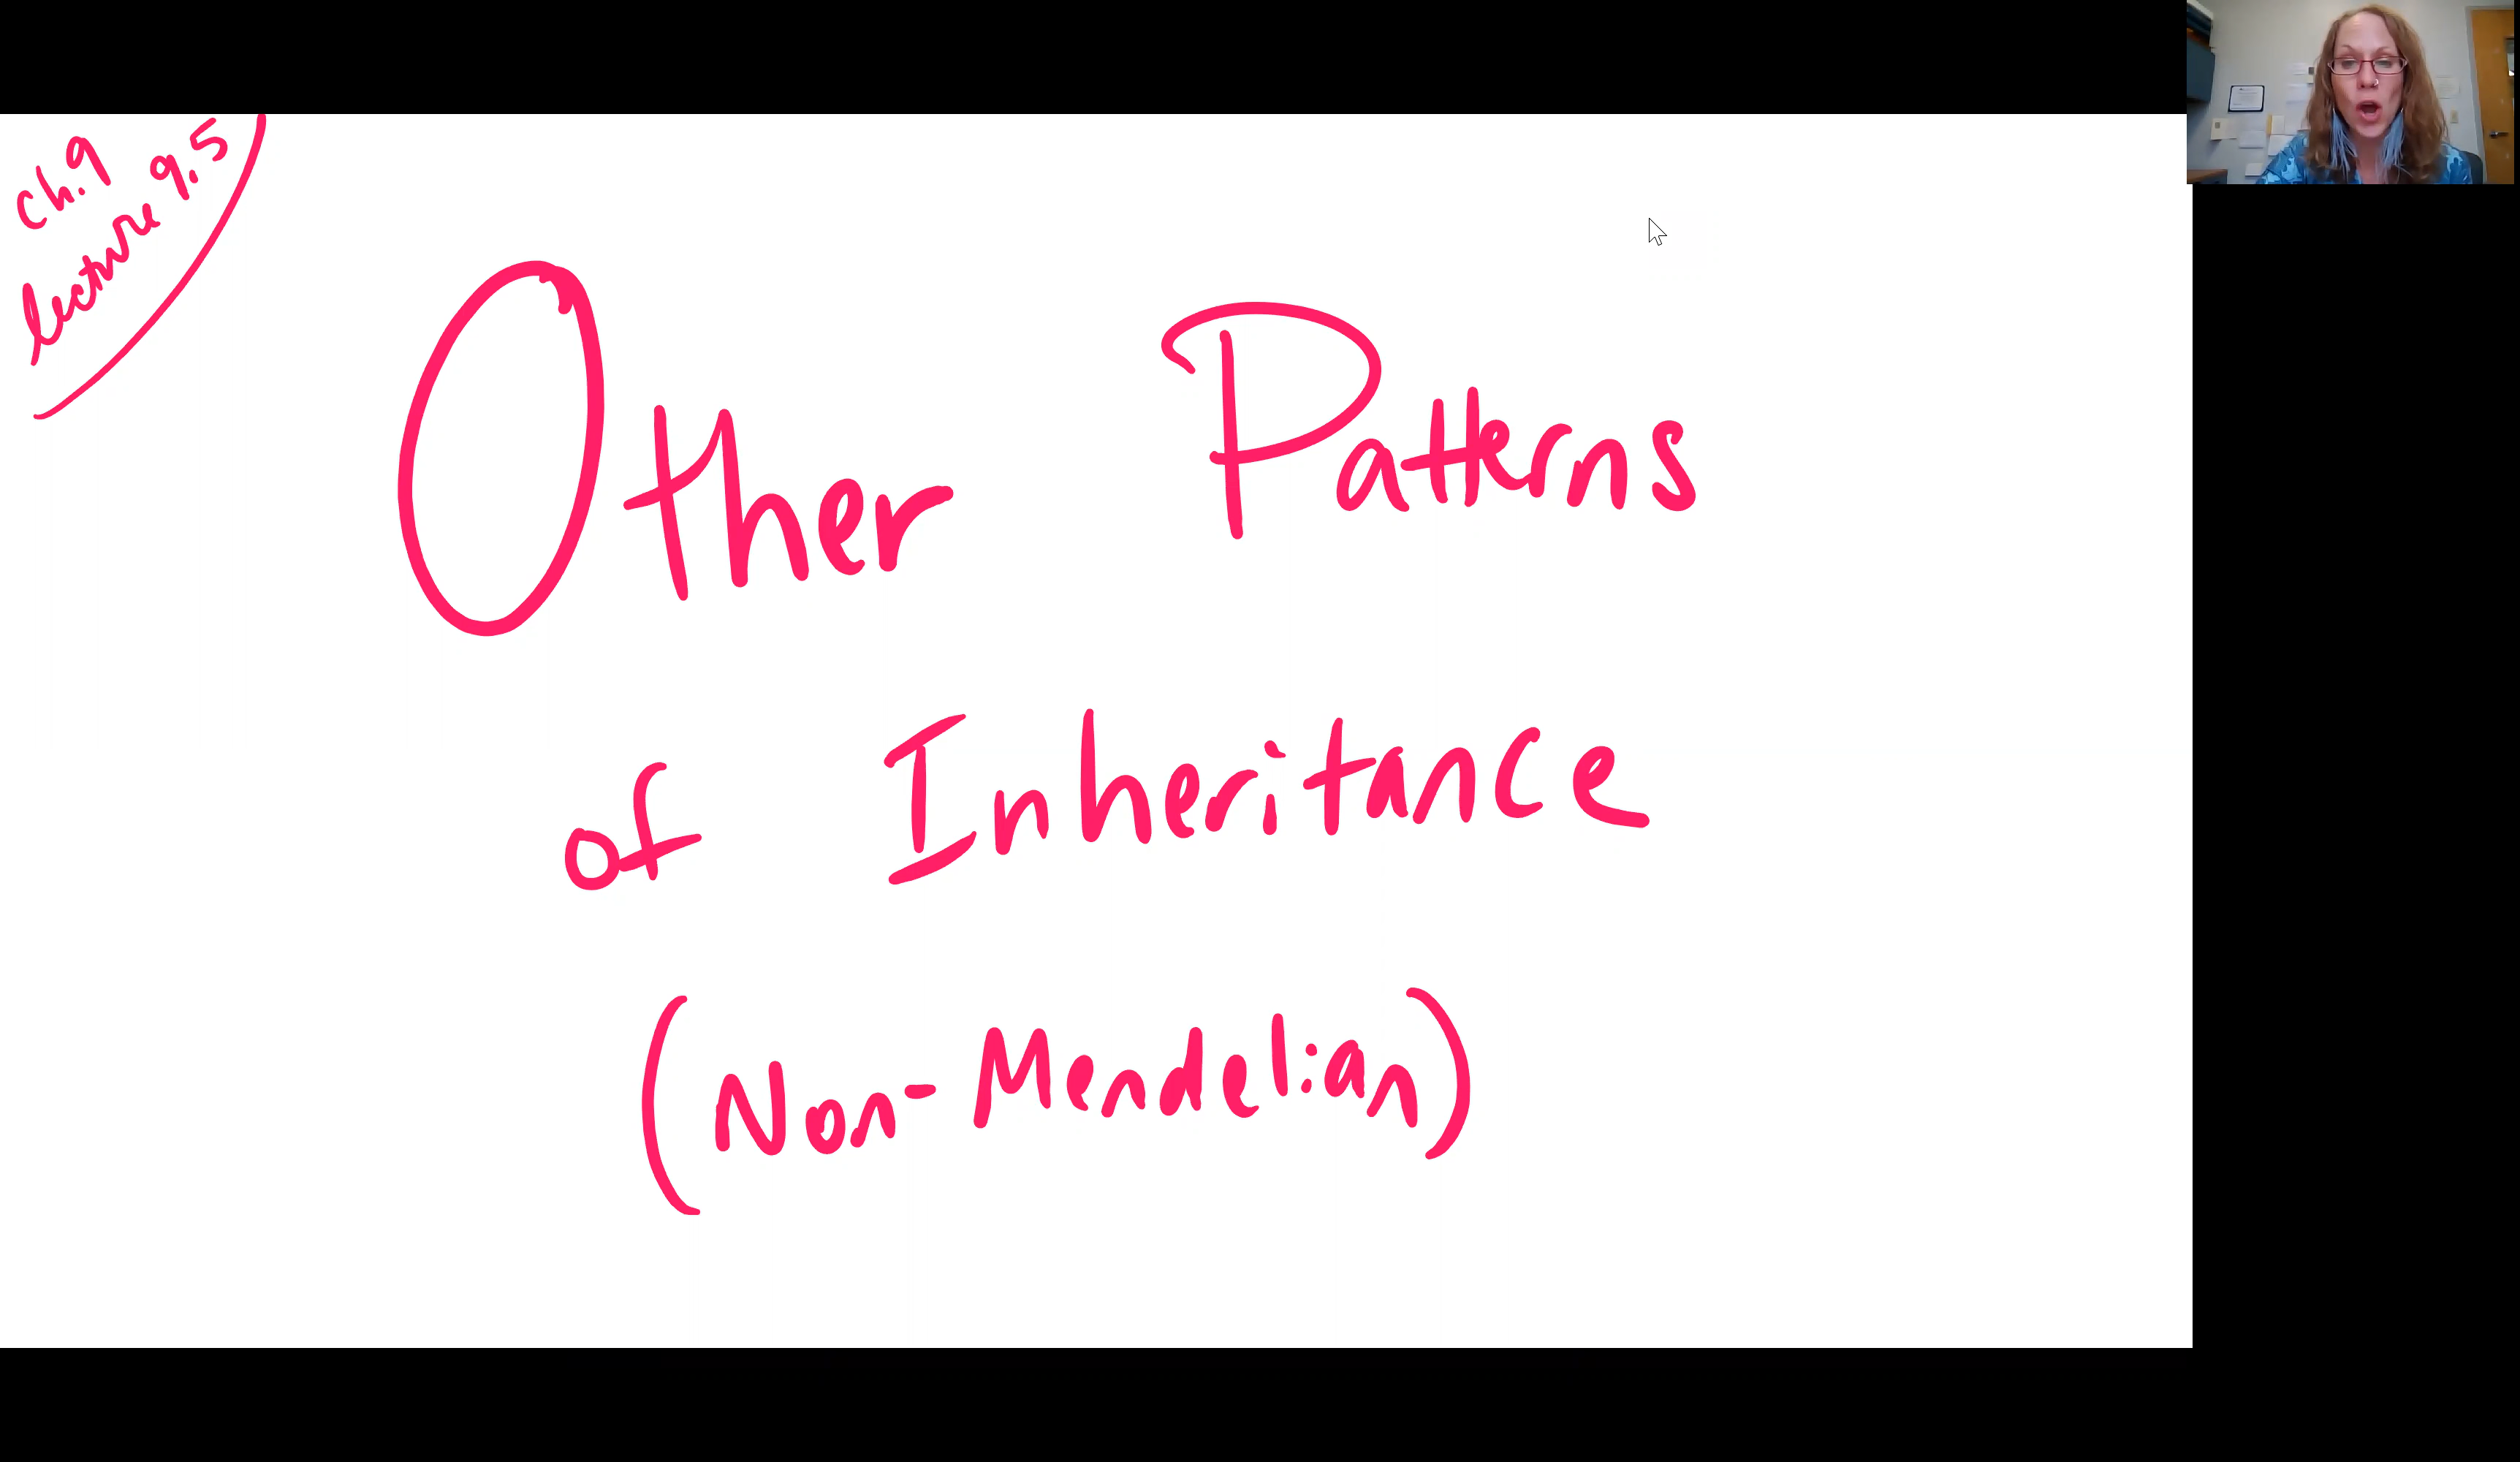 Ch. 9
lecture 9.5
Other Patterns
of Inheritance
(Non-Mendelian)